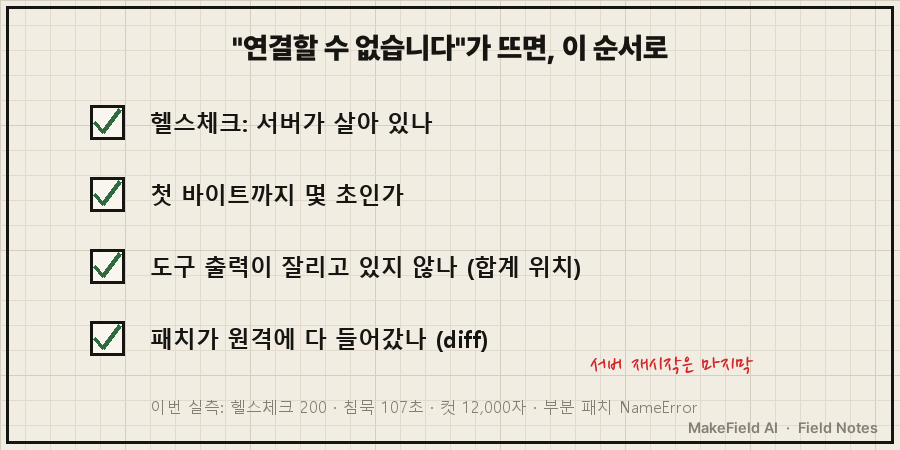 "연결할 수 없습니다"가 뜨면, 이 순서로
헬스체크: 서버가 살아 있나
첫 바이트까지 몇 초인가
도구 출력이 잘리고 있지 않나 (합계 위치)
패치가 원격에 다 들어갔나 (diff)
서버 재시작은 마지막
이번 실측: 헬스체크 200 · 침묵 107초 · 컷 12,000자 · 부분 패치 NameError
MakeField AI · Field Notes